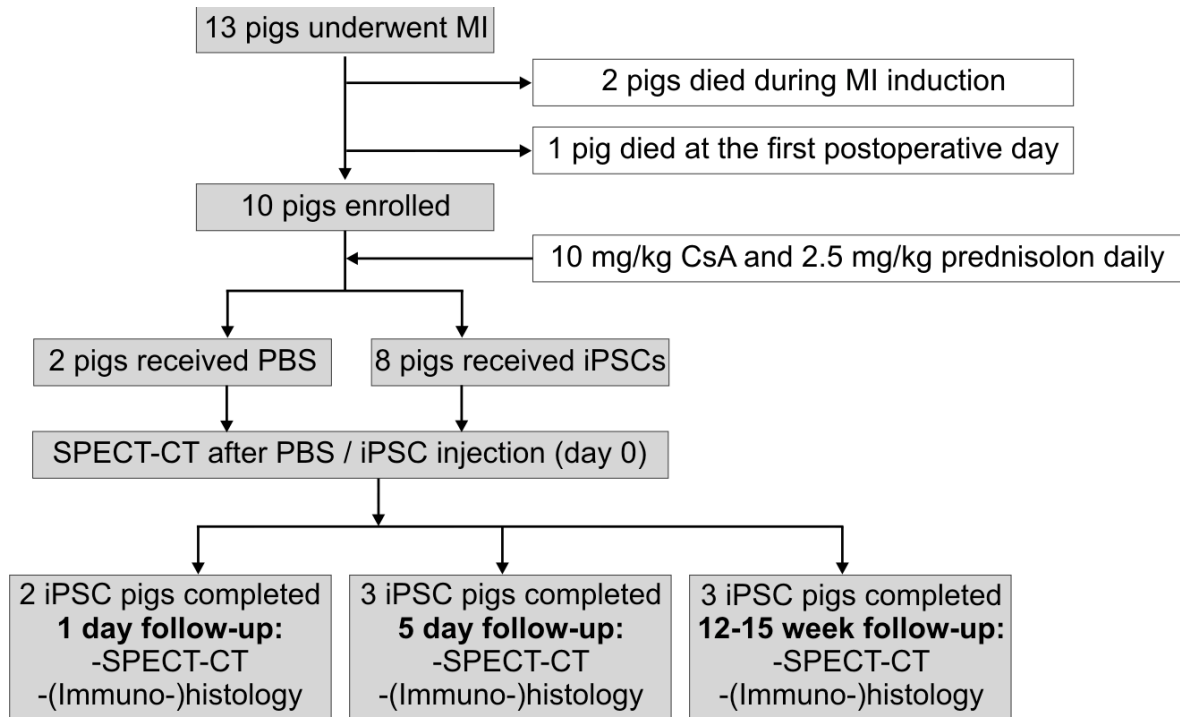 13 pigs underwent MI
2 pigs died during MI induction
1 pig died at the first postoperative day
10 pigs enrolled
10 mg/kg CsA and 2.5 mg/kg prednisolon daily
2 pigs received PBS
8 pigs received iPSCs
SPECT-CT after PBS / iPSC injection (day 0)
2 iPSC pigs completed
1 day follow-up:
-SPECT-CT
-(Immuno-)histology
3 iPSC pigs completed
5 day follow-up:
-SPECT-CT
-(Immuno-)histology
3 iPSC pigs completed
12-15 week follow-up:
-SPECT-CT
-(Immuno-)histology